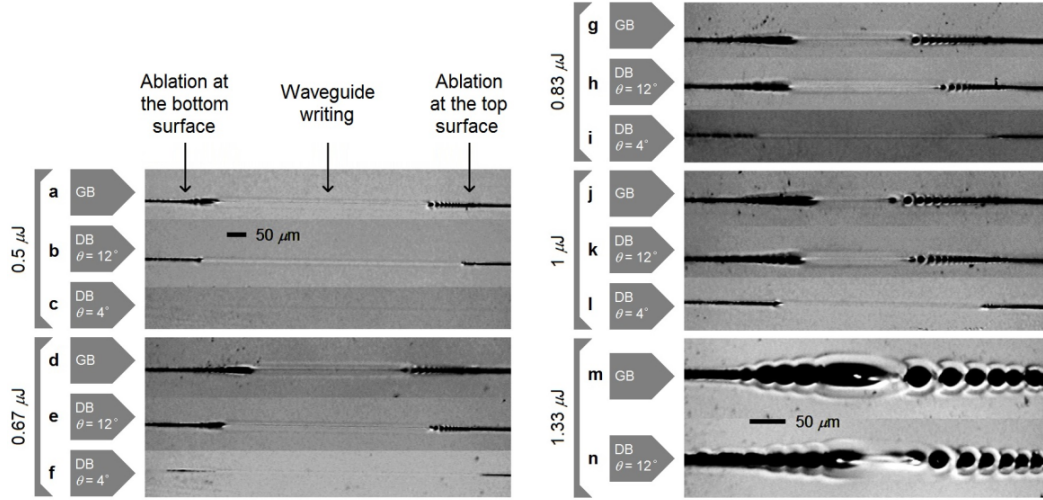 Ablation at
the bottom
surface
Waveguide
writing
Ablation
at the top
surface
0.5 μJ
a
GB
b
DB
θ = 12°
c
DB
θ = 4°
50 μm
0.67 μJ
d
GB
e
DB
θ = 12°
f
DB
θ = 4°
0.83 μJ
g
GB
h
DB
θ = 12°
i
DB
θ = 4°
1 μJ
j
GB
k
DB
θ = 12°
l
DB
θ = 4°
1.33 μJ
m
GB
50 μm
n
DB
θ = 12°